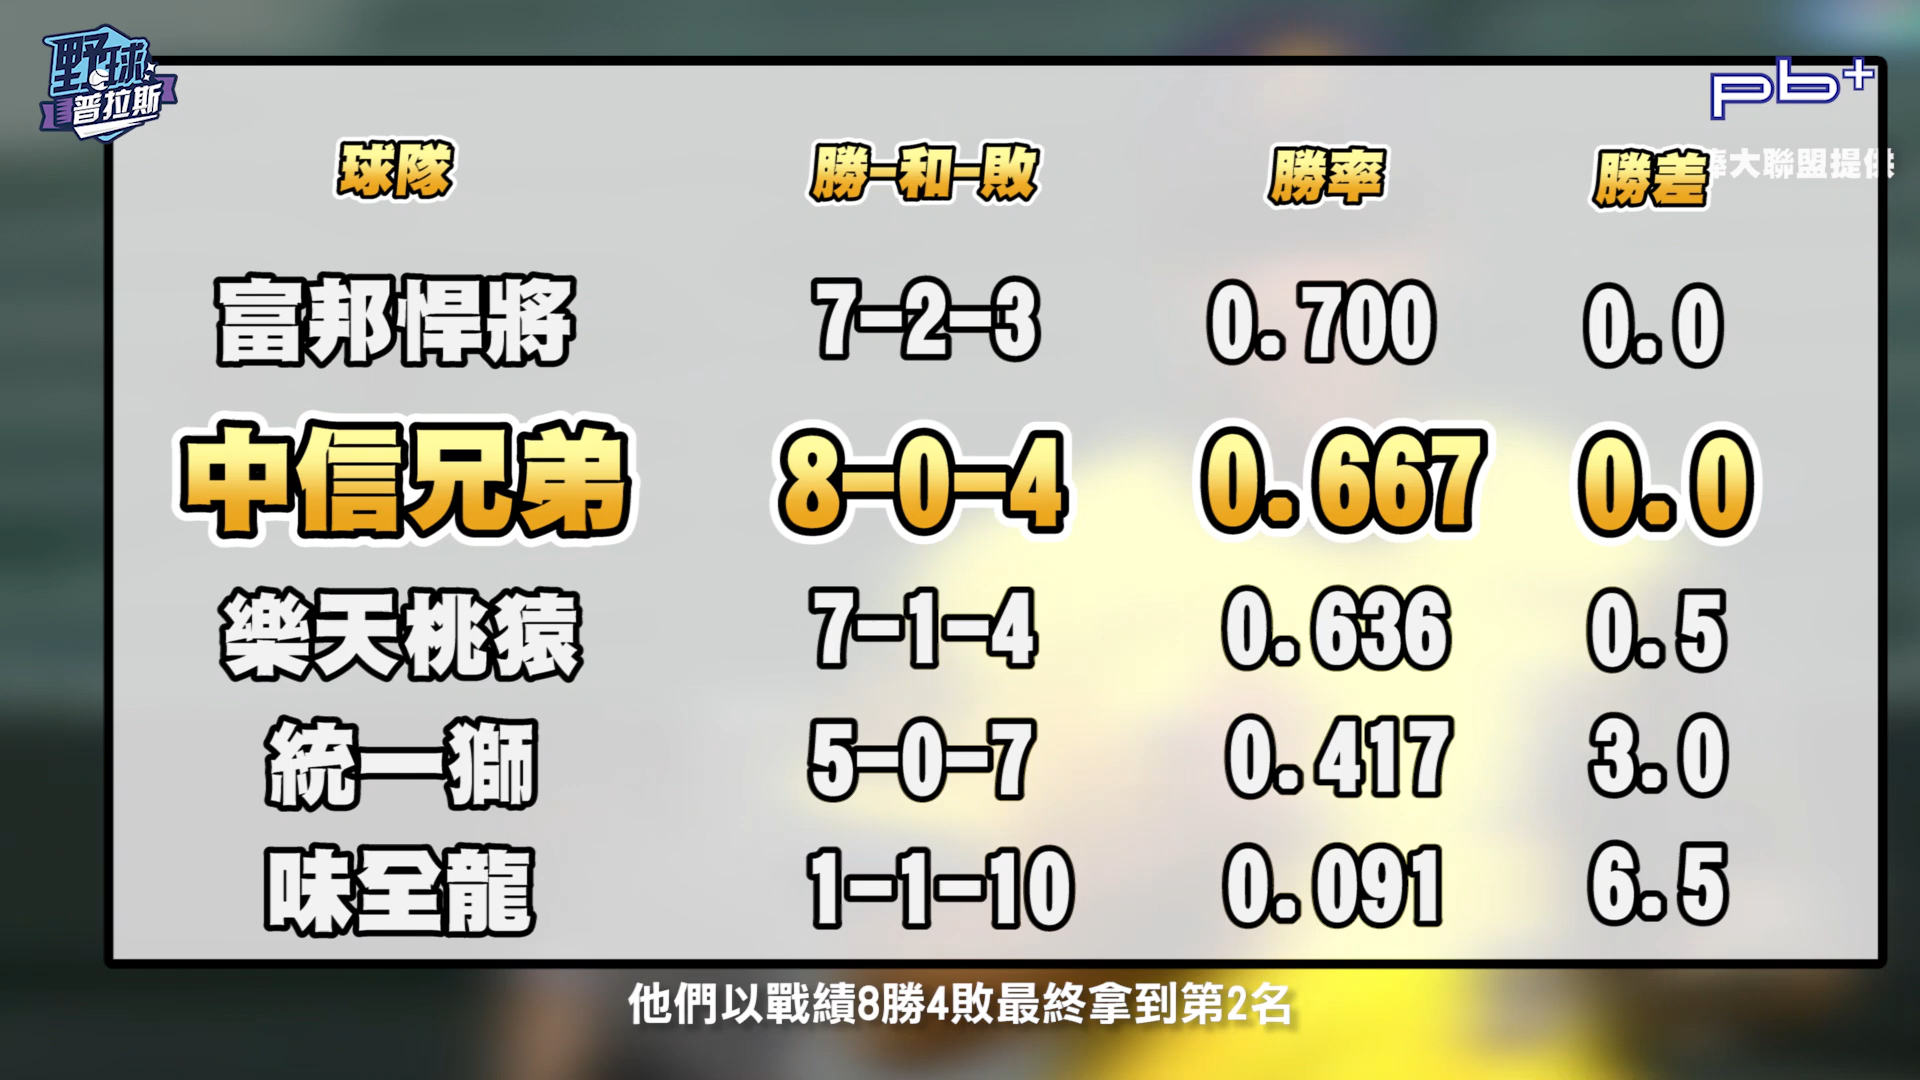 野球
普拉斯
pb+
棒大聯盟提供
球隊 勝-和-敗 勝率 勝差
富邦悍將 7-2-3 0.700 0.0
中信兄弟 8-0-4 0.667 0.0
樂天桃猿 7-1-4 0.636 0.5
統一獅 5-0-7 0.417 3.0
味全龍 1-1-10 0.091 6.5
他們以戰績8勝4敗最終拿到第2名